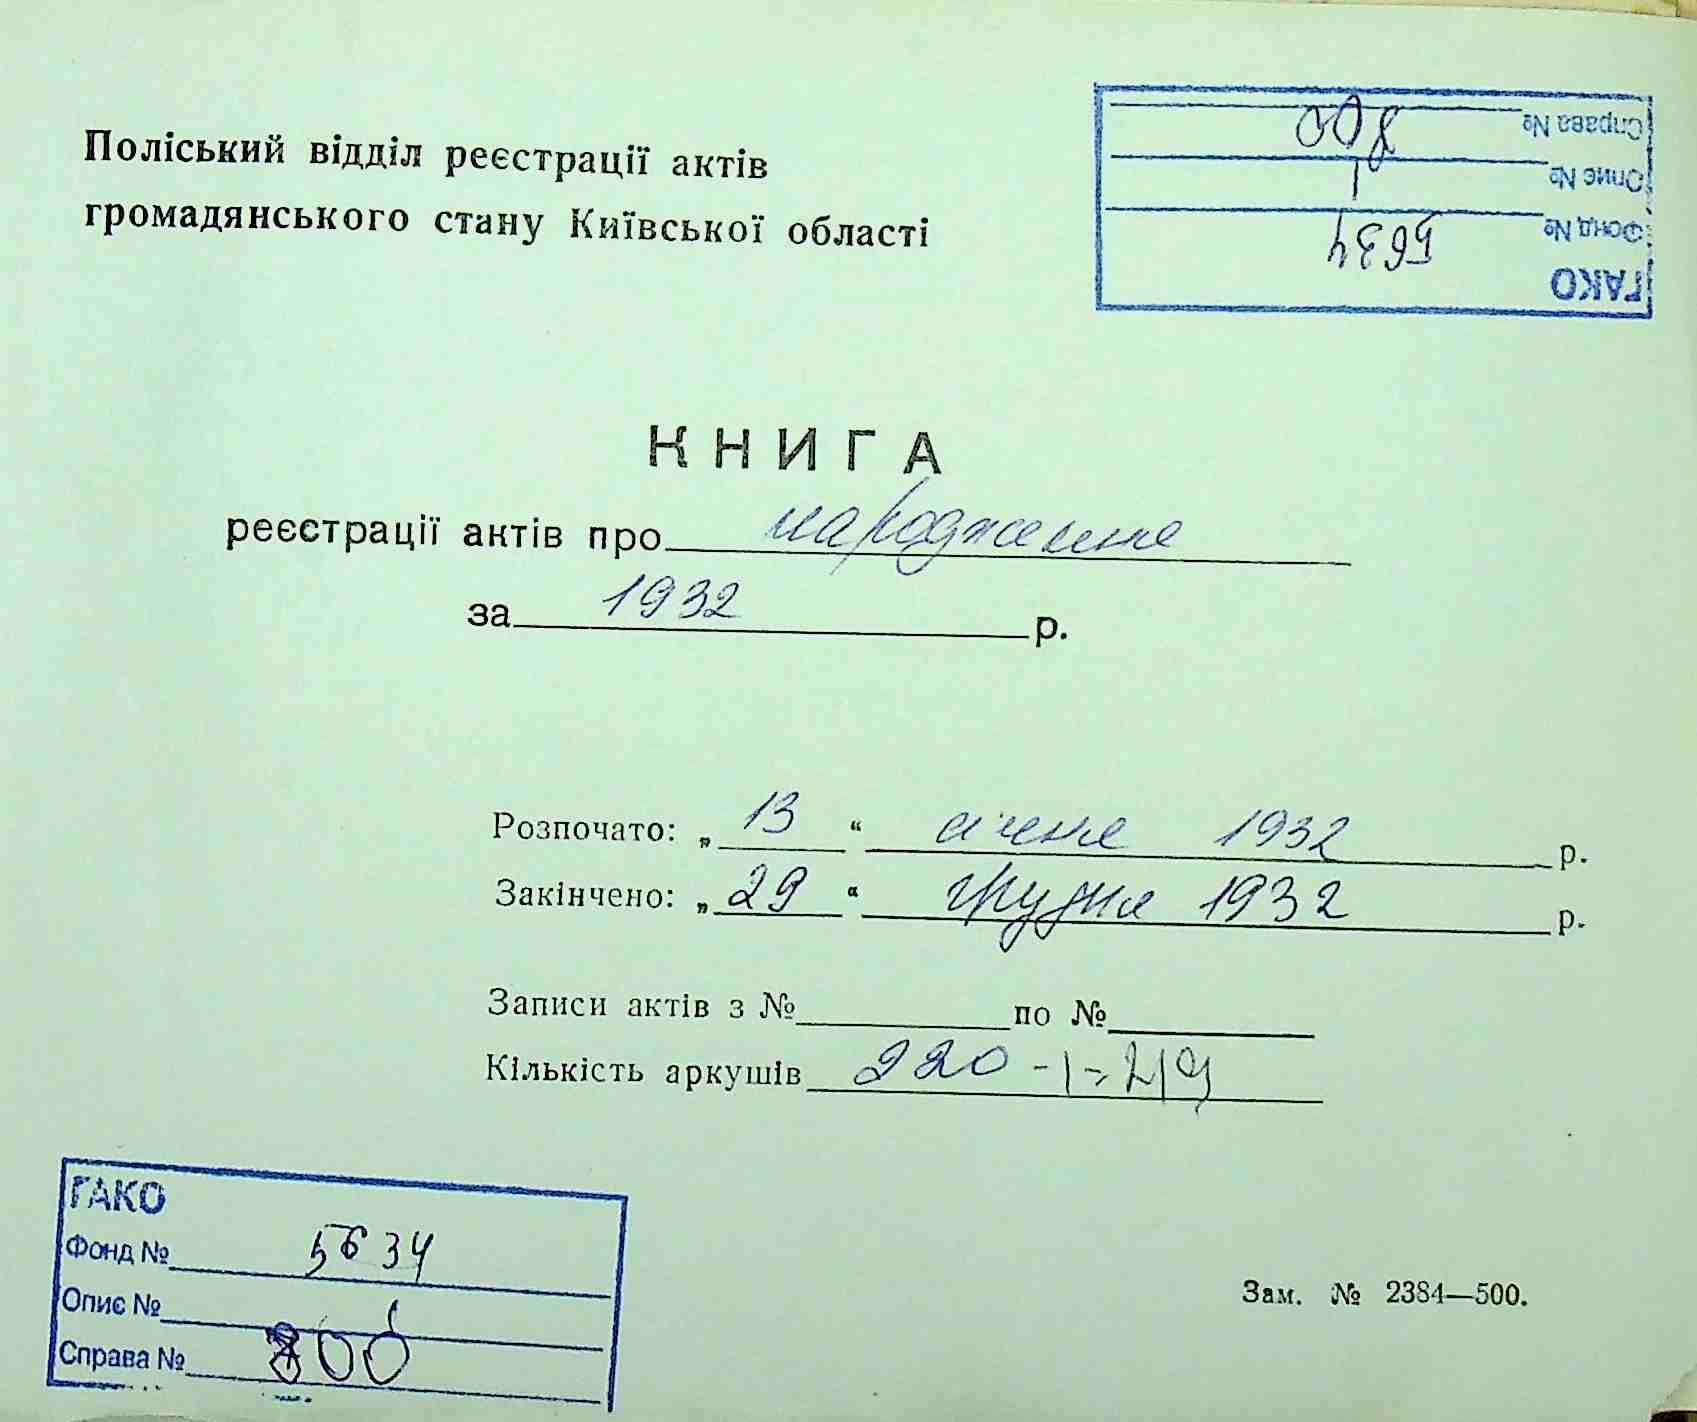 Поліський відділ реєстрації актів
громадянського стану Київської області
ГАКО
Фонд № 5634
Опис № 1
Справа № 800
КНИГА
реєстрації актів про народження
за 1932 р.
Розпочато: „ 13 “ січня 1932 р.
Закінчено: „ 29 “ грудня 1932 р.
Записи актів з № по №
Кількість аркушів 220 -1=219
ГАКО
Фонд № 5634
Опис № 1
Справа № 800
Зам. № 2384—500.